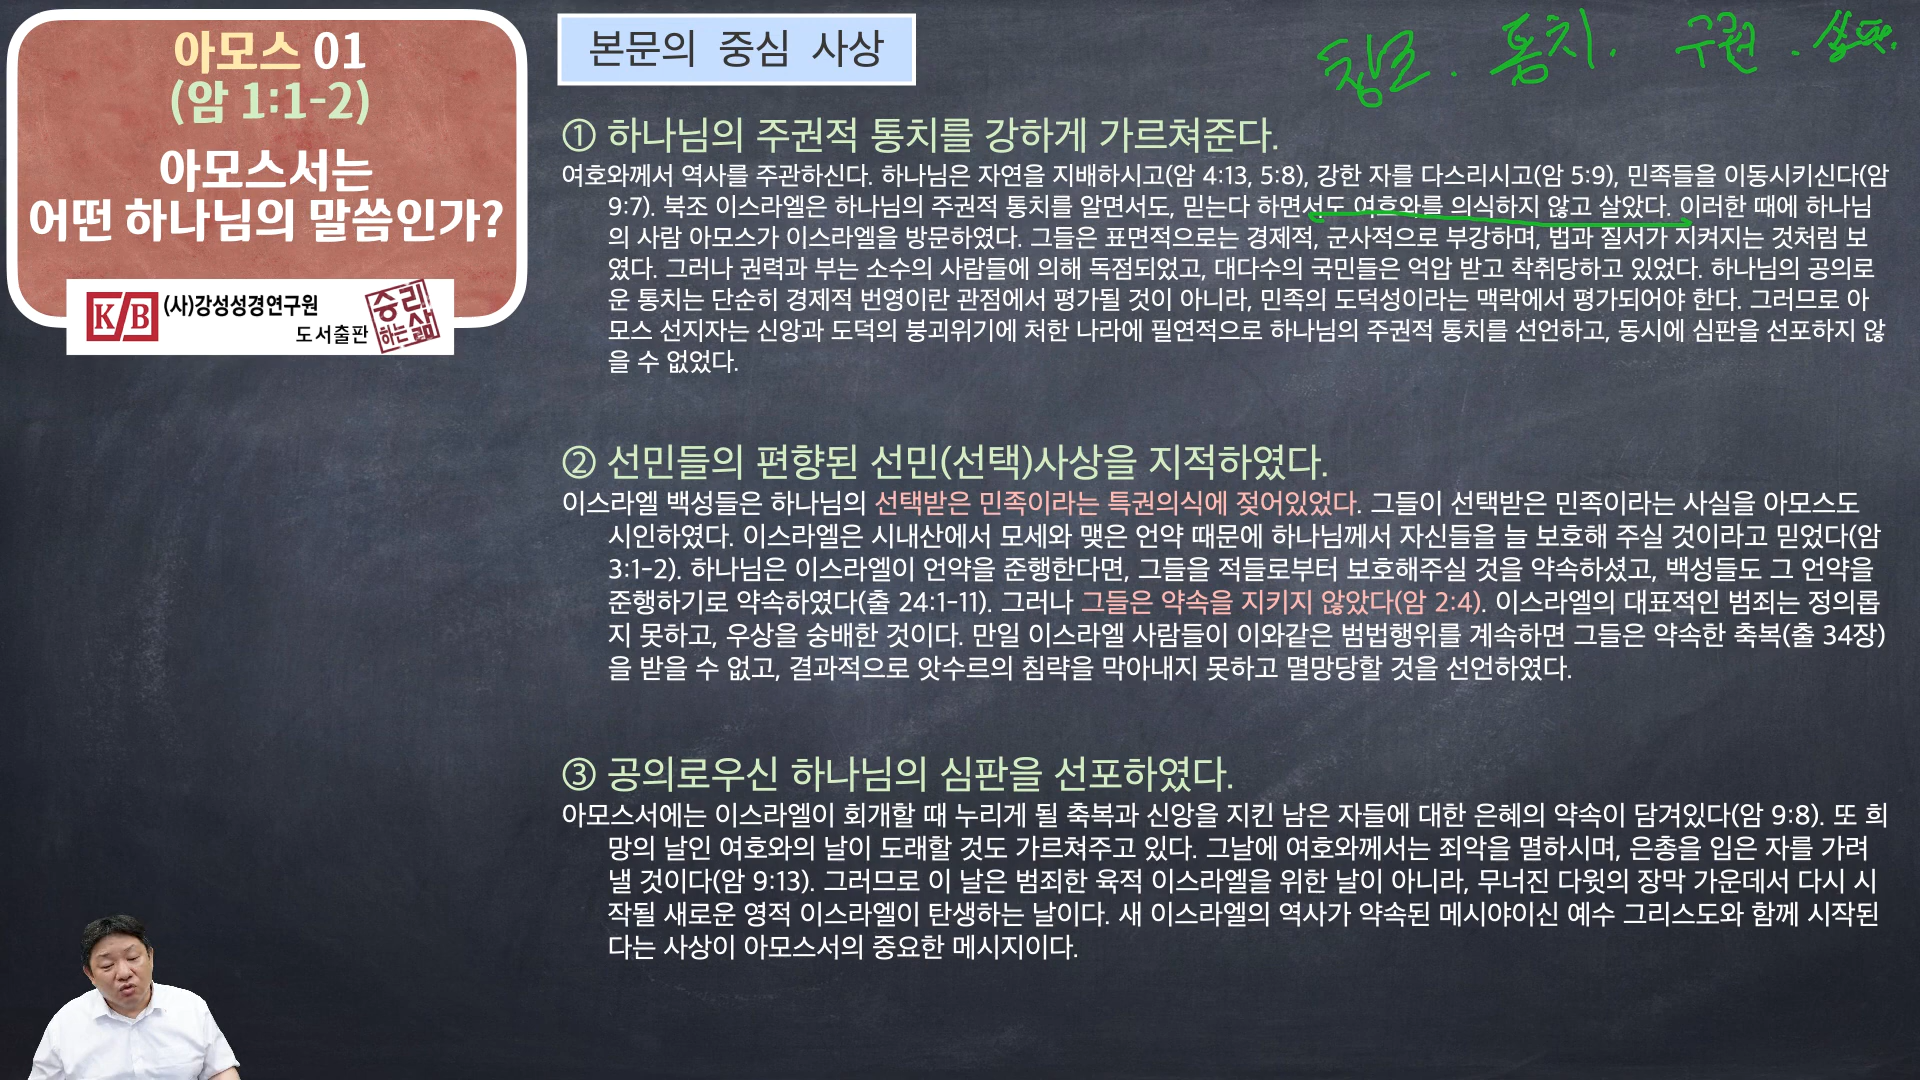 아모스 01
(암 1:1-2)
아모스서는
어떤 하나님의 말씀인가?
KB
(사)강성성경연구원
도서출판
승리
하는 삶
본문의 중심 사상
창조 . 통치 . 구원 . 심판.
① 하나님의 주권적 통치를 강하게 가르쳐준다.
여호와께서 역사를 주관하신다. 하나님은 자연을 지배하시고(암 4:13, 5:8), 강한 자를 다스리시고(암 5:9), 민족들을 이동시키신다(암
9:7). 북조 이스라엘은 하나님의 주권적 통치를 알면서도, 믿는다 하면서도 여호와를 의식하지 않고 살았다. 이러한 때에 하나님
의 사람 아모스가 이스라엘을 방문하였다. 그들은 표면적으로는 경제적, 군사적으로 부강하며, 법과 질서가 지켜지는 것처럼 보
였다. 그러나 권력과 부는 소수의 사람들에 의해 독점되었고, 대다수의 국민들은 억압 받고 착취당하고 있었다. 하나님의 공의로
운 통치는 단순히 경제적 번영이란 관점에서 평가될 것이 아니라, 민족의 도덕성이라는 맥락에서 평가되어야 한다. 그러므로 아
모스 선지자는 신앙과 도덕의 붕괴위기에 처한 나라에 필연적으로 하나님의 주권적 통치를 선언하고, 동시에 심판을 선포하지 않
을 수 없었다.
② 선민들의 편향된 선민(선택)사상을 지적하였다.
이스라엘 백성들은 하나님의 선택받은 민족이라는 특권의식에 젖어있었다. 그들이 선택받은 민족이라는 사실을 아모스도
시인하였다. 이스라엘은 시내산에서 모세와 맺은 언약 때문에 하나님께서 자신들을 늘 보호해 주실 것이라고 믿었다(암
3:1-2). 하나님은 이스라엘이 언약을 준행한다면, 그들을 적들로부터 보호해주실 것을 약속하셨고, 백성들도 그 언약을
준행하기로 약속하였다(출 24:1-11). 그러나 그들은 약속을 지키지 않았다(암 2:4). 이스라엘의 대표적인 범죄는 정의롭
지 못하고, 우상을 숭배한 것이다. 만일 이스라엘 사람들이 이와같은 범법행위를 계속하면 그들은 약속한 축복(출 34장)
을 받을 수 없고, 결과적으로 앗수르의 침략을 막아내지 못하고 멸망당할 것을 선언하였다.
③ 공의로우신 하나님의 심판을 선포하였다.
아모스서에는 이스라엘이 회개할 때 누리게 될 축복과 신앙을 지킨 남은 자들에 대한 은혜의 약속이 담겨있다(암 9:8). 또 희
망의 날인 여호와의 날이 도래할 것도 가르쳐주고 있다. 그날에 여호와께서는 죄악을 멸하시며, 은총을 입은 자를 가려
낼 것이다(암 9:13). 그러므로 이 날은 범죄한 육적 이스라엘을 위한 날이 아니라, 무너진 다윗의 장막 가운데서 다시 시
작될 새로운 영적 이스라엘이 탄생하는 날이다. 새 이스라엘의 역사가 약속된 메시야이신 예수 그리스도와 함께 시작된
다는 사상이 아모스서의 중요한 메시지이다.